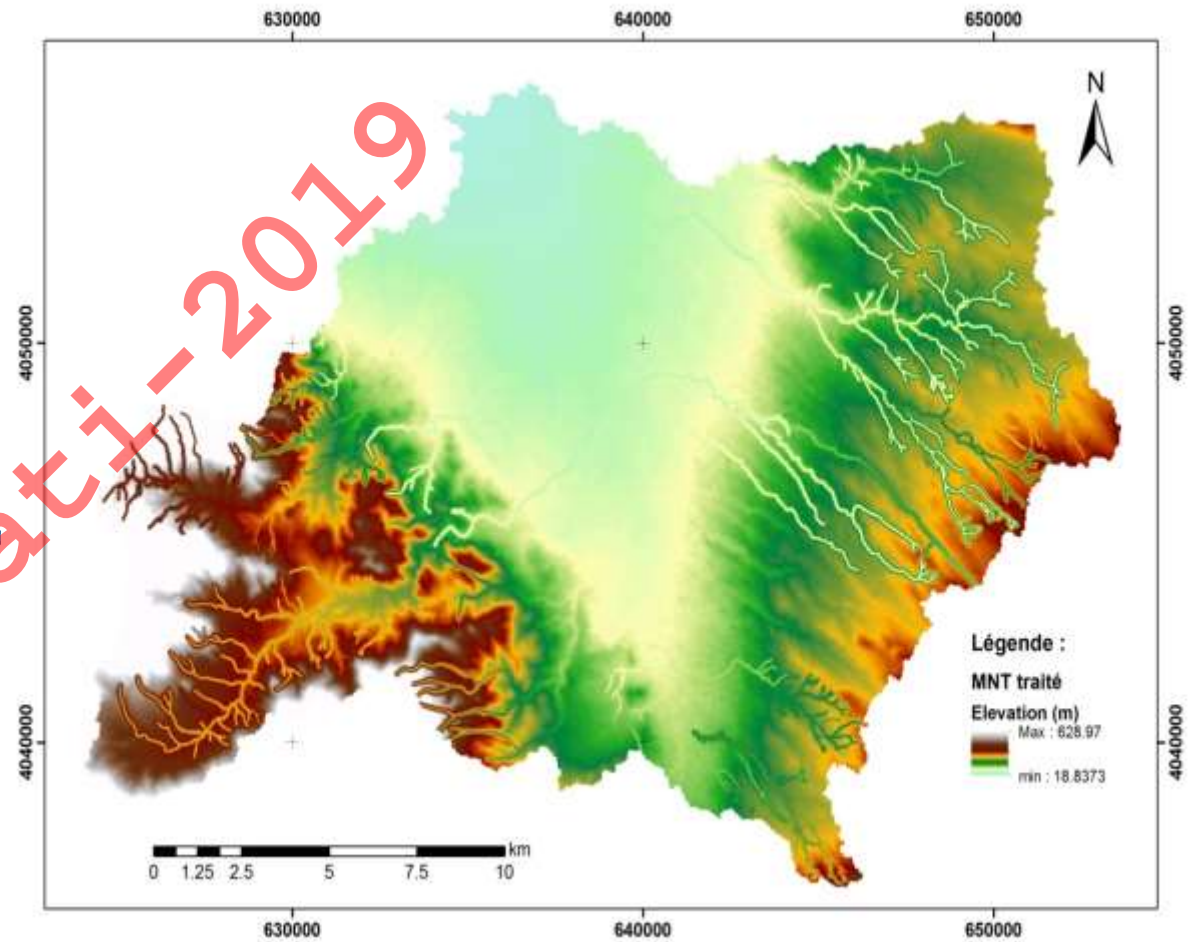 630000 640000 650000
N
ati-2019
4050000 4050000
Légende :
MNT traité
Elevation (m)
Max : 628.97
min : 18.8373
4040000 4040000
km
0 1.25 2.5 5 7.5 10
630000 640000 650000